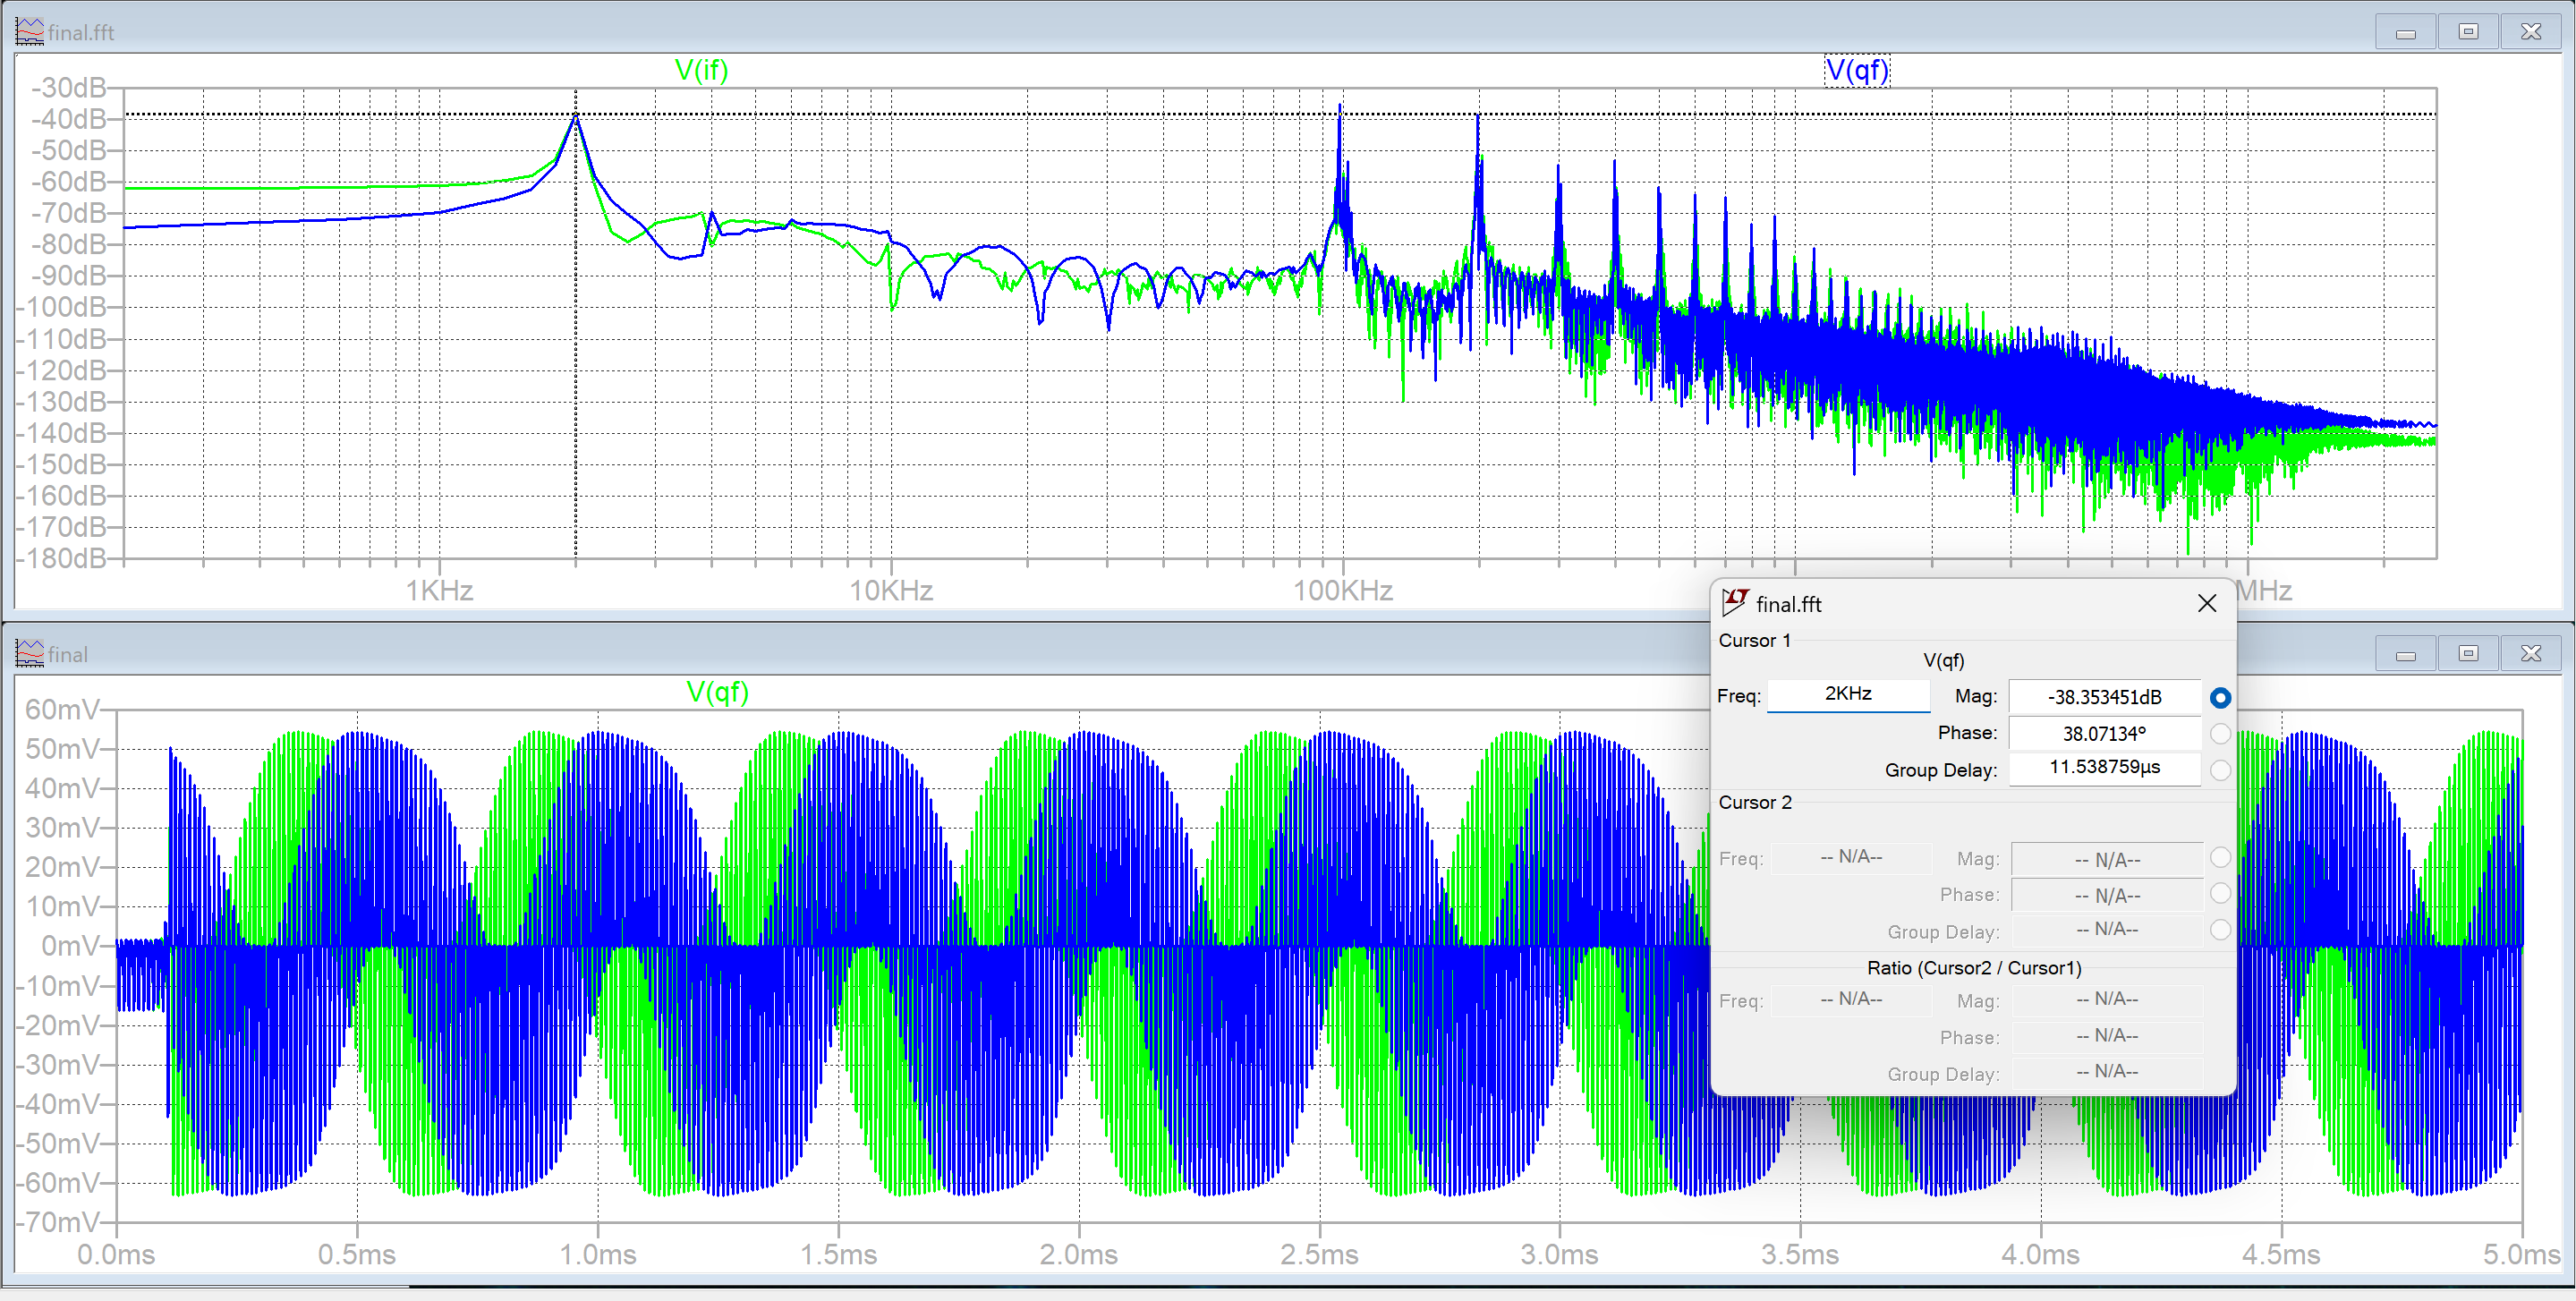 final.fft
V(if) V(qf)
-30dB
-40dB
-50dB
-60dB
-70dB
-80dB
-90dB
-100dB
-110dB
-120dB
-130dB
-140dB
-150dB
-160dB
-170dB
-180dB
1KHz 10KHz 100KHz MHz
final
V(qf)
60mV
50mV
40mV
30mV
20mV
10mV
0mV
-10mV
-20mV
-30mV
-40mV
-50mV
-60mV
-70mV
0.0ms 0.5ms 1.0ms 1.5ms 2.0ms 2.5ms 3.0ms 3.5ms 4.0ms 4.5ms 5.0ms
final.fft
Cursor 1
V(qf)
Freq: 2KHz Mag: -38.353451dB
Phase: 38.07134°
Group Delay: 11.538759µs
Cursor 2
Freq: -- N/A-- Mag: -- N/A--
Phase: -- N/A--
Group Delay: -- N/A--
Ratio (Cursor2 / Cursor1)
Freq: -- N/A-- Mag: -- N/A--
Phase: -- N/A--
Group Delay: -- N/A--